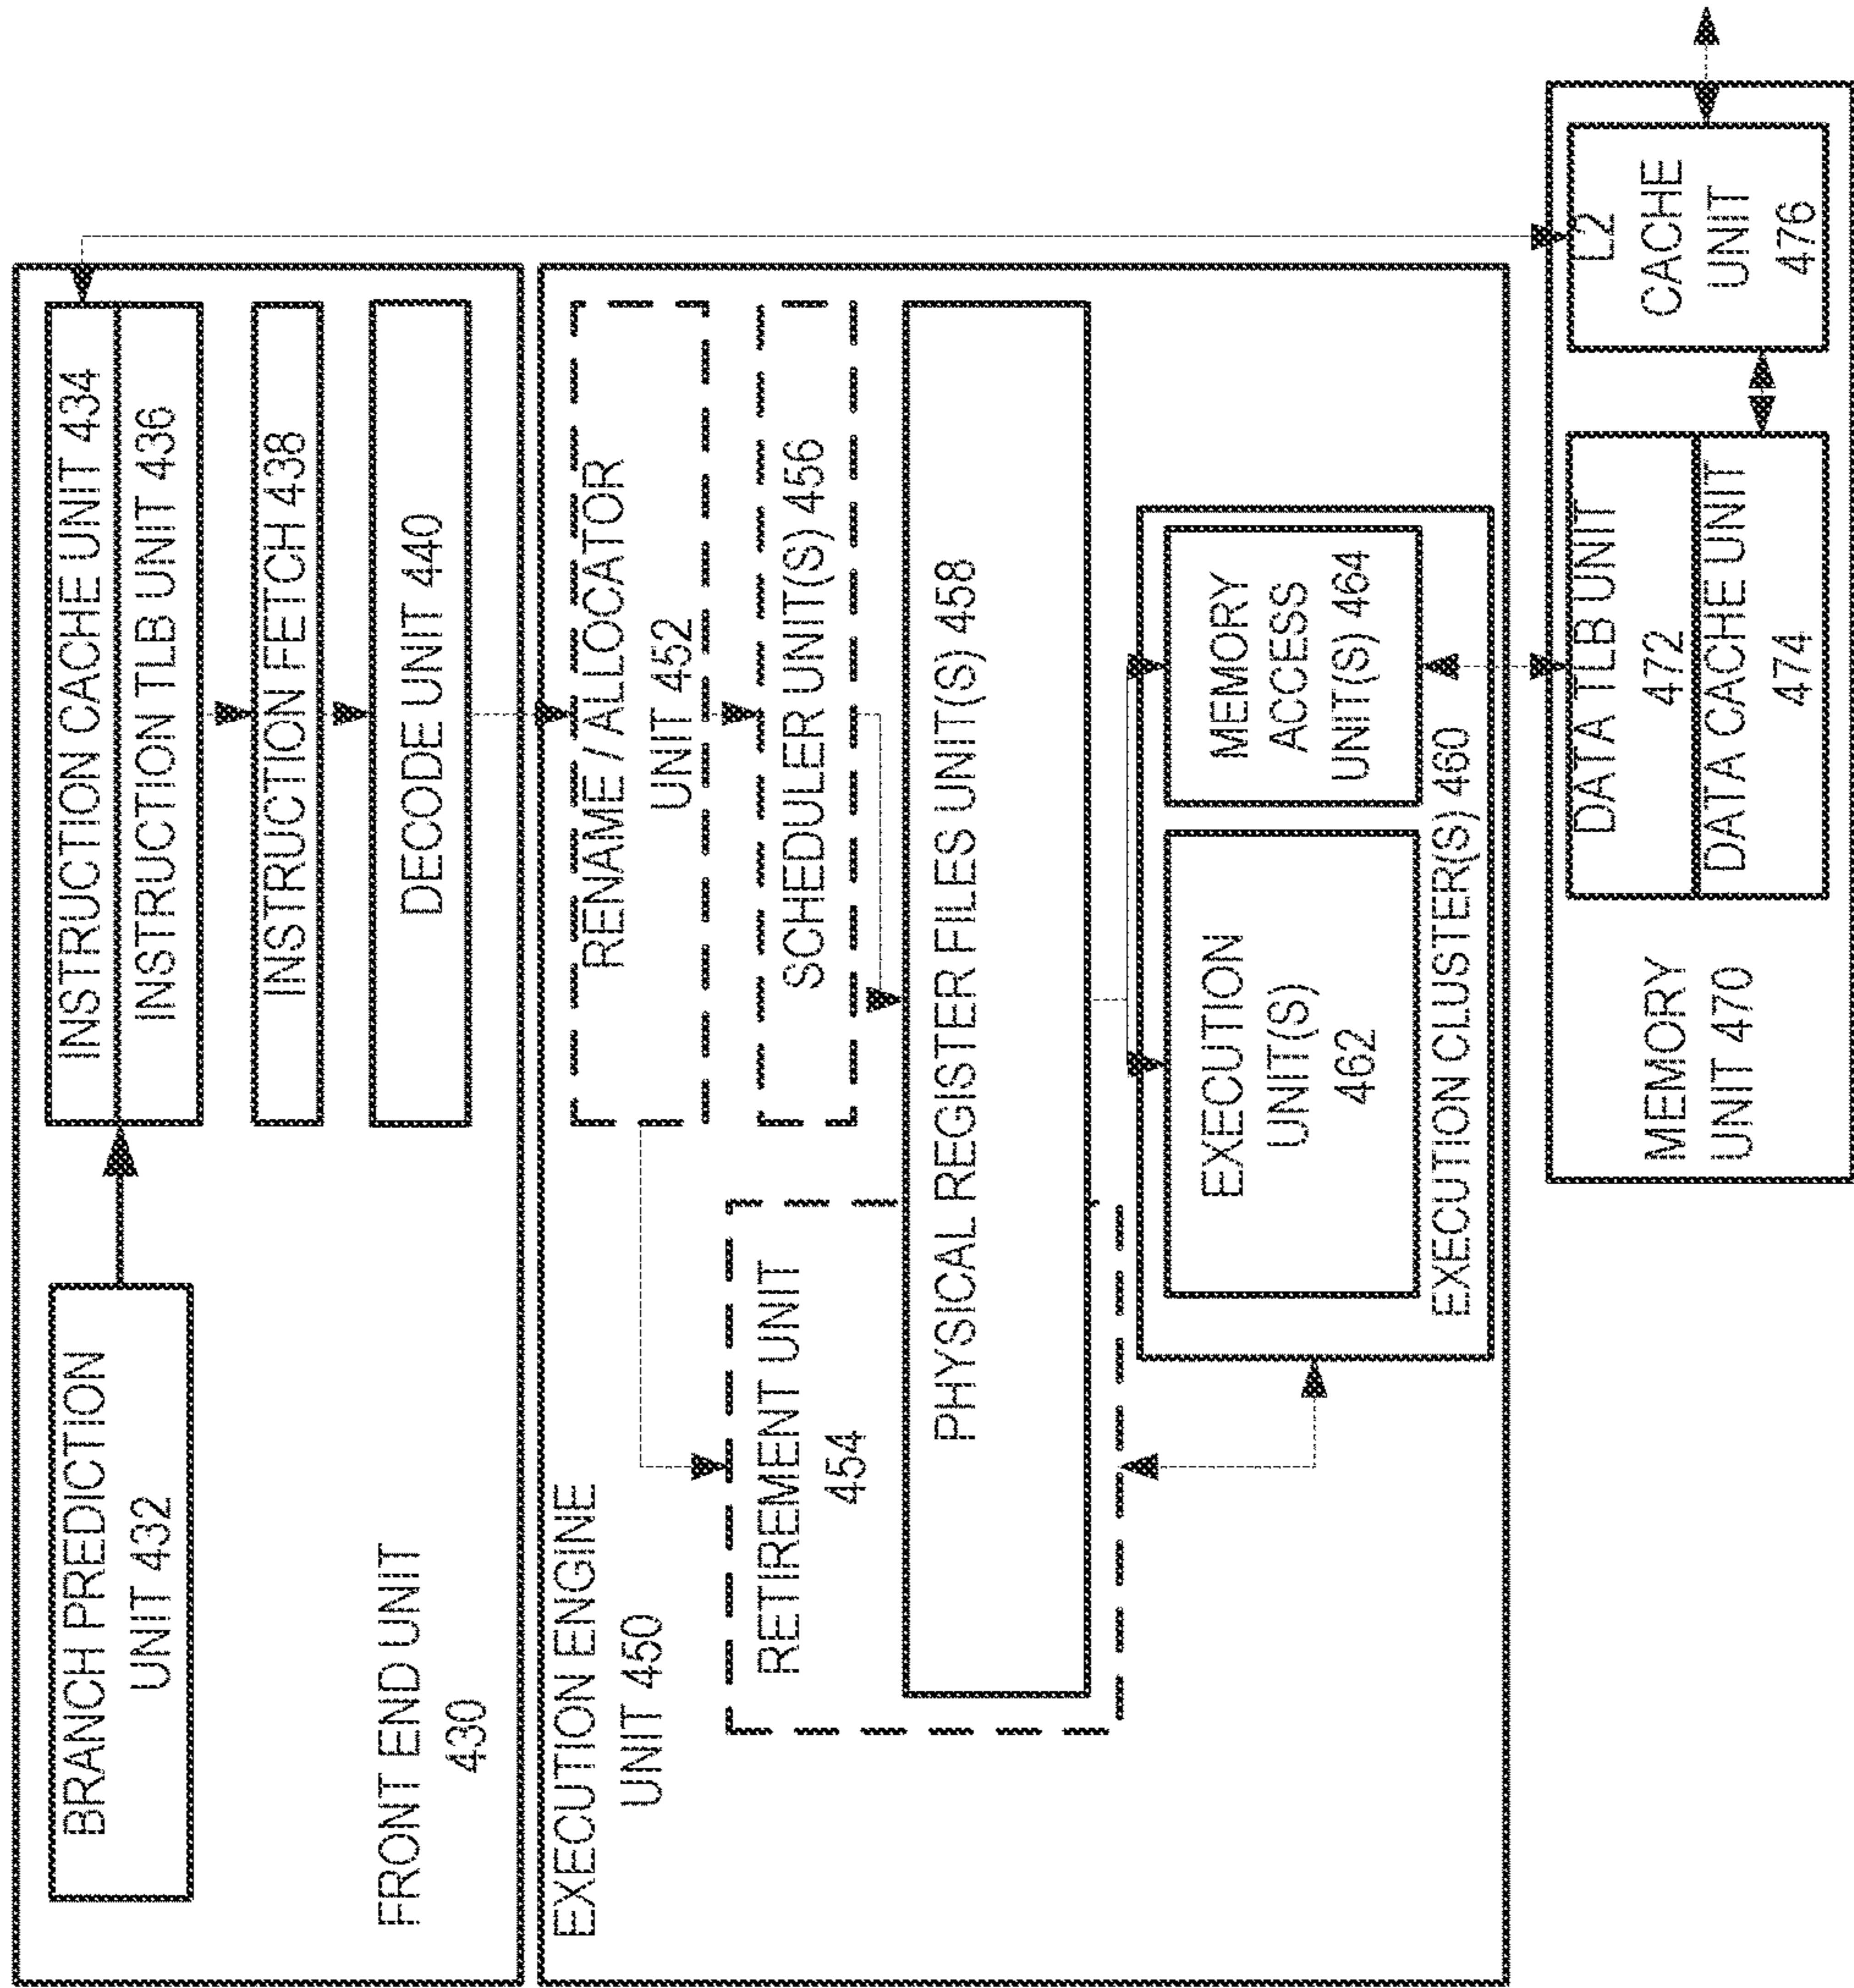 BRANCH PREDICTION
UNIT 432
INSTRUCTION CACHE UNIT 434
INSTRUCTION TLB UNIT 436
INSTRUCTION FETCH 438
FRONT END UNIT
430
DECODE UNIT 440
EXECUTION ENGINE
UNIT 450
RENAME / ALLOCATOR
UNIT 452
RETIREMENT UNIT
454
SCHEDULER UNIT(S) 456
PHYSICAL REGISTER FILES UNIT(S) 458
EXECUTION
UNIT(S)
462
MEMORY
ACCESS
UNIT(S) 464
EXECUTION CLUSTER(S) 460
MEMORY
UNIT 470
DATA TLB UNIT
472
DATA CACHE UNIT
474
L2
CACHE
UNIT
476